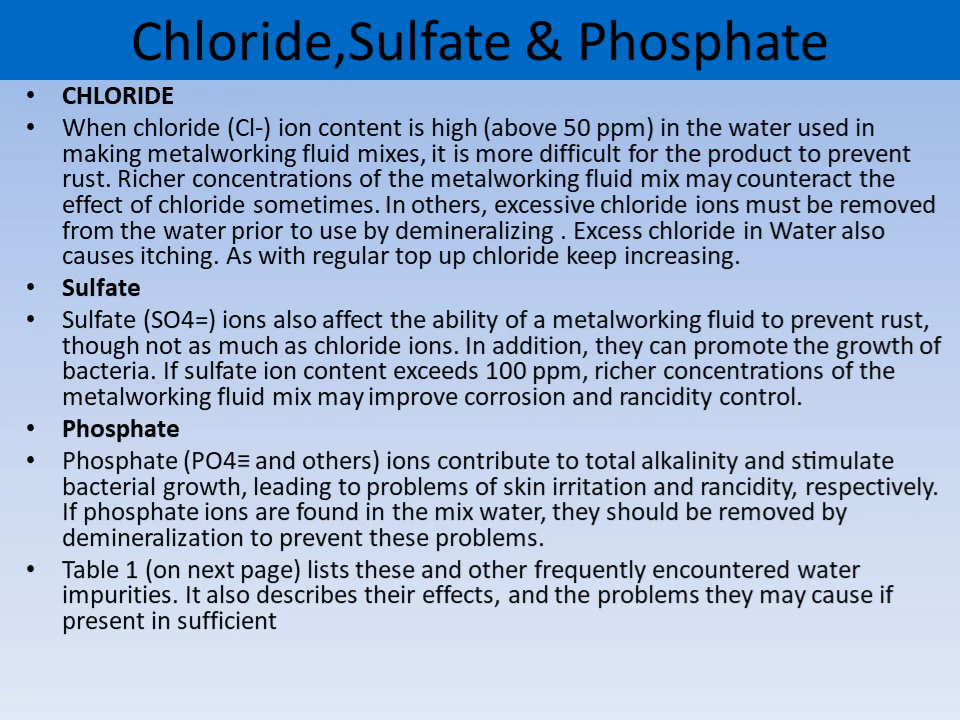 Chloride,Sulfate & Phosphate
• CHLORIDE
• When chloride (Cl-) ion content is high (above 50 ppm) in the water used in
making metalworking fluid mixes, it is more difficult for the product to prevent
rust. Richer concentrations of the metalworking fluid mix may counteract the
effect of chloride sometimes. In others, excessive chloride ions must be removed
from the water prior to use by demineralizing . Excess chloride in Water also
causes itching. As with regular top up chloride keep increasing.
• Sulfate
• Sulfate (SO4=) ions also affect the ability of a metalworking fluid to prevent rust,
though not as much as chloride ions. In addition, they can promote the growth of
bacteria. If sulfate ion content exceeds 100 ppm, richer concentrations of the
metalworking fluid mix may improve corrosion and rancidity control.
• Phosphate
• Phosphate (PO4≡ and others) ions contribute to total alkalinity and stimulate
bacterial growth, leading to problems of skin irritation and rancidity, respectively.
If phosphate ions are found in the mix water, they should be removed by
demineralization to prevent these problems.
• Table 1 (on next page) lists these and other frequently encountered water
impurities. It also describes their effects, and the problems they may cause if
present in sufficient